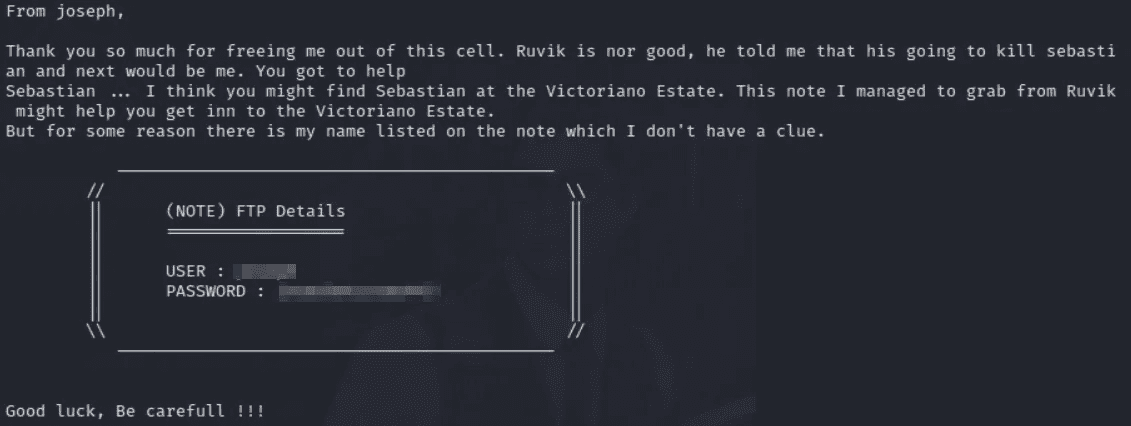 From joseph,
Thank you so much for freeing me out of this cell. Ruvik is nor good, he told me that his going to kill sebasti
an and next would be me. You got to help
Sebastian ... I think you might find Sebastian at the Victoriano Estate. This note I managed to grab from Ruvik
might help you get inn to the Victoriano Estate.
But for some reason there is my name listed on the note which I don't have a clue.
(NOTE) FTP Details
USER :
PASSWORD :
Good luck, Be carefull !!!